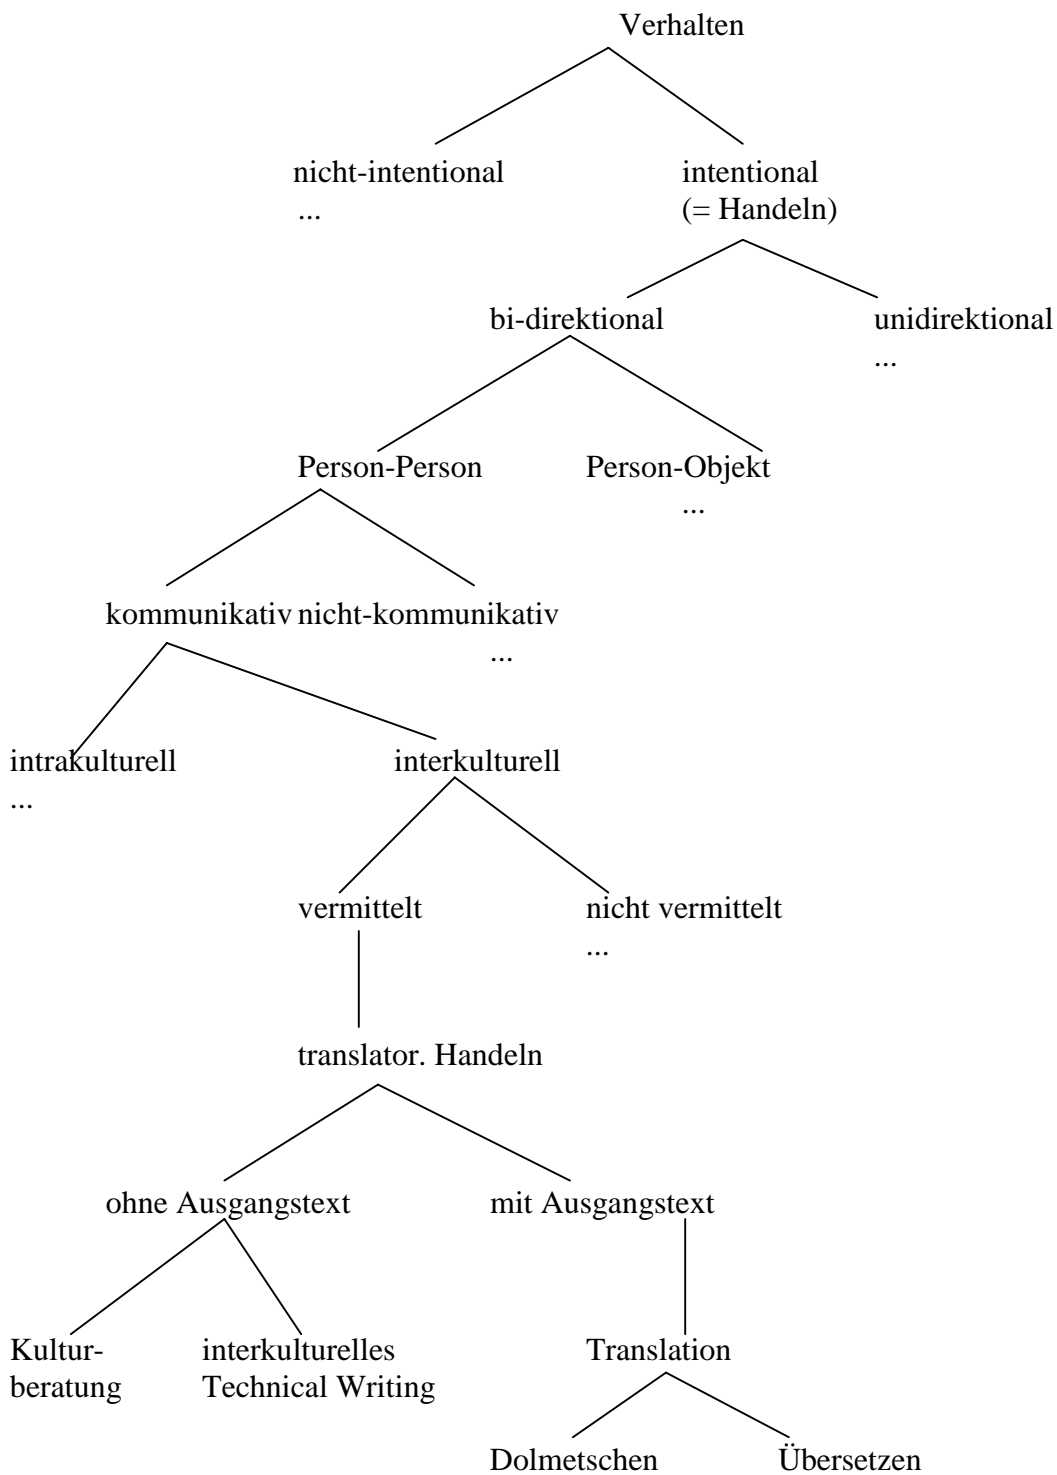 Verhalten
nicht-intentional intentional
... (= Handeln)
bi-direktional unidirektional
...
Person-Person Person-Objekt
...
kommunikativ nicht-kommunikativ
...
intrakulturell interkulturell
...
vermittelt nicht vermittelt
...
translator. Handeln
ohne Ausgangstext mit Ausgangstext
Kultur- interkulturelles Translation
beratung Technical Writing
Dolmetschen Übersetzen